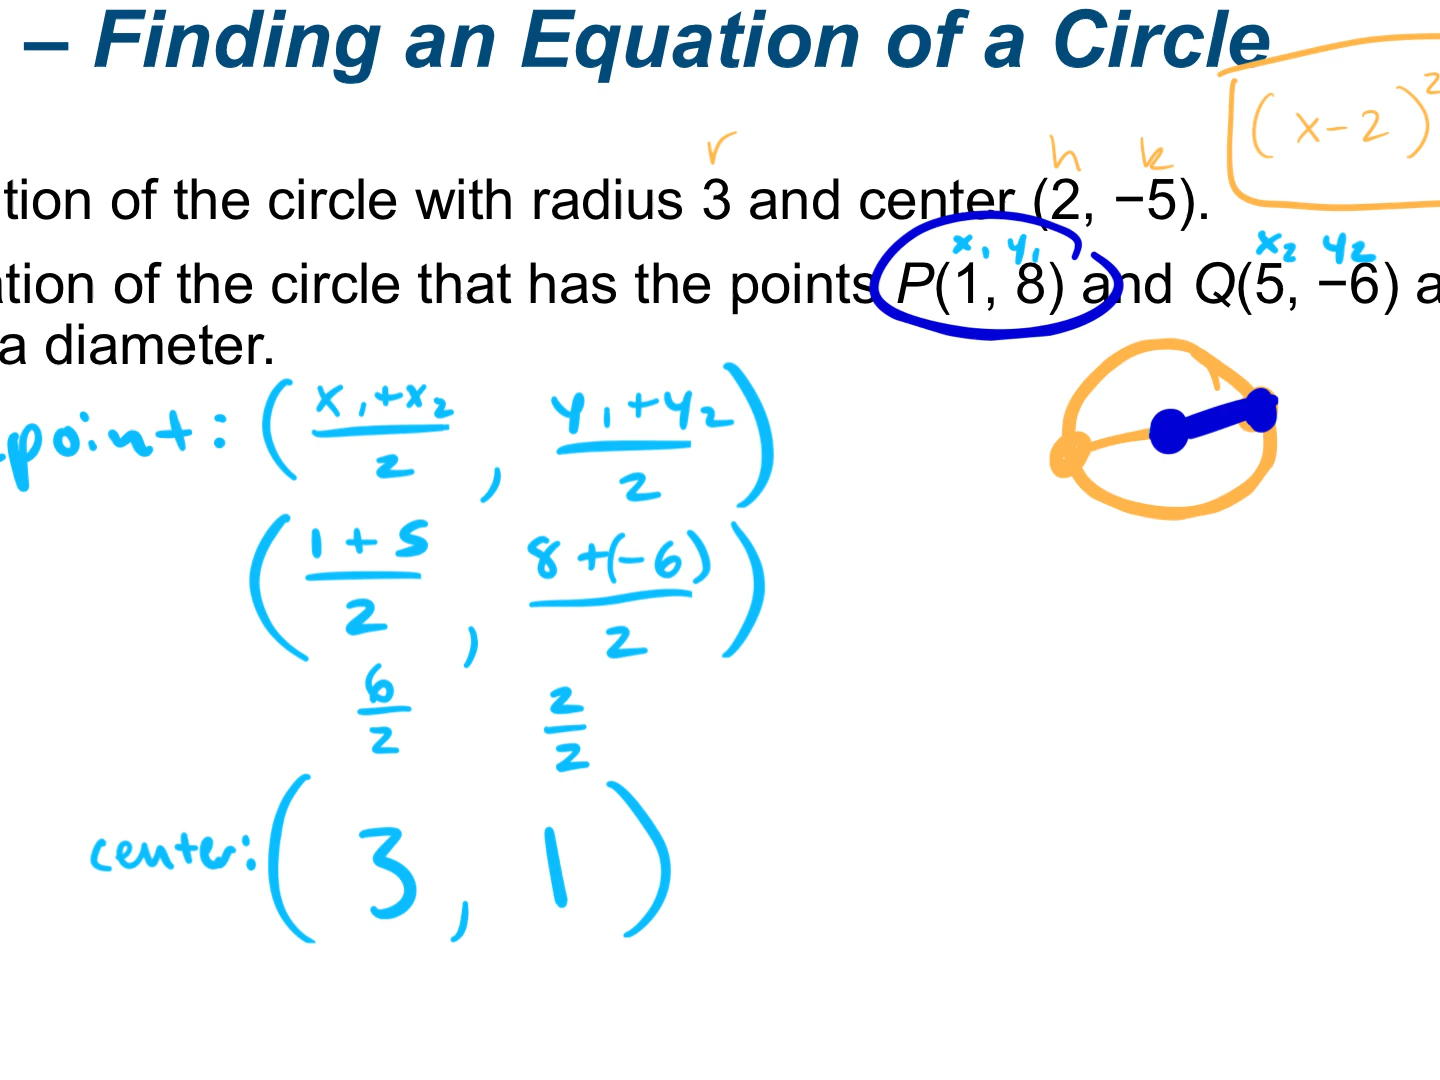 – Finding an Equation of a Circle
(x-2)²
r h k
tion of the circle with radius 3 and center (2, −5).
x₁ y₁ x₂ y₂
ation of the circle that has the points P(1, 8) and Q(5, −6) a
a diameter.
point: ( x₁+x₂ / 2 , y₁+y₂ / 2 )
( 1+5 / 2 , 8+(-6) / 2 )
6/2 2/2
center: ( 3 , 1 )